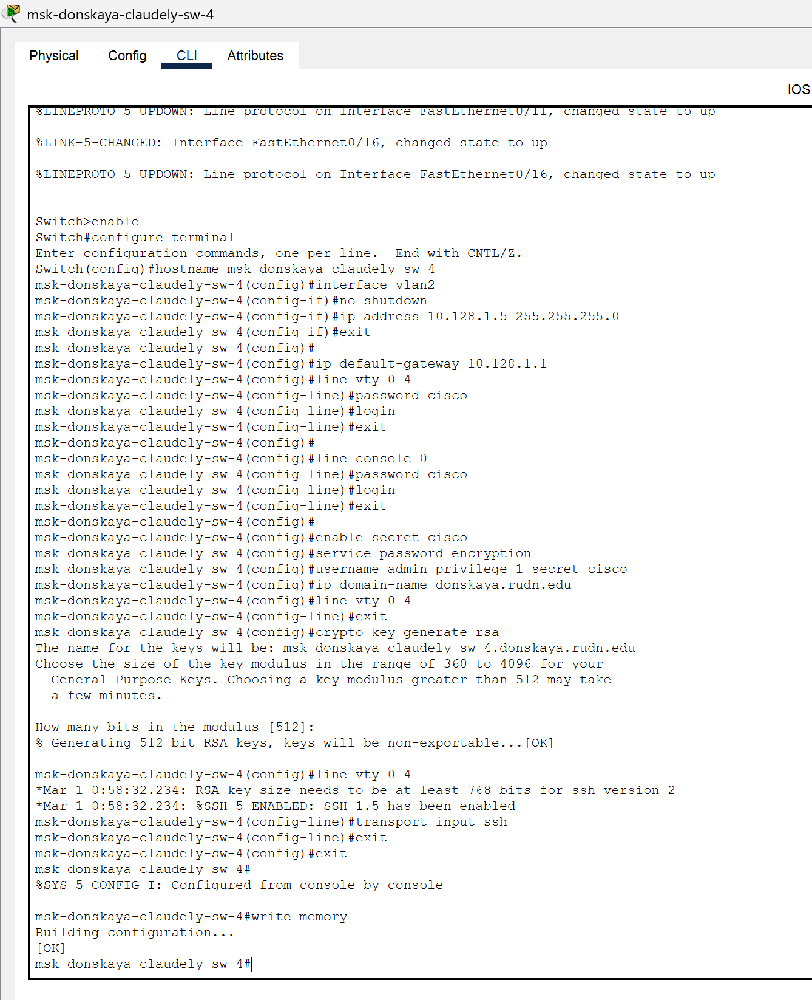 msk-donskaya-claudely-sw-4
Physical Config CLI Attributes
IOS
%LINEPROTO-5-UPDOWN: Line protocol on Interface FastEthernet0/11, changed state to up
%LINK-5-CHANGED: Interface FastEthernet0/16, changed state to up
%LINEPROTO-5-UPDOWN: Line protocol on Interface FastEthernet0/16, changed state to up
Switch>enable
Switch#configure terminal
Enter configuration commands, one per line.  End with CNTL/Z.
Switch(config)#hostname msk-donskaya-claudely-sw-4
msk-donskaya-claudely-sw-4(config)#interface vlan2
msk-donskaya-claudely-sw-4(config-if)#no shutdown
msk-donskaya-claudely-sw-4(config-if)#ip address 10.128.1.5 255.255.255.0
msk-donskaya-claudely-sw-4(config-if)#exit
msk-donskaya-claudely-sw-4(config)#
msk-donskaya-claudely-sw-4(config)#ip default-gateway 10.128.1.1
msk-donskaya-claudely-sw-4(config)#line vty 0 4
msk-donskaya-claudely-sw-4(config-line)#password cisco
msk-donskaya-claudely-sw-4(config-line)#login
msk-donskaya-claudely-sw-4(config-line)#exit
msk-donskaya-claudely-sw-4(config)#
msk-donskaya-claudely-sw-4(config)#line console 0
msk-donskaya-claudely-sw-4(config-line)#password cisco
msk-donskaya-claudely-sw-4(config-line)#login
msk-donskaya-claudely-sw-4(config-line)#exit
msk-donskaya-claudely-sw-4(config)#
msk-donskaya-claudely-sw-4(config)#enable secret cisco
msk-donskaya-claudely-sw-4(config)#service password-encryption
msk-donskaya-claudely-sw-4(config)#username admin privilege 1 secret cisco
msk-donskaya-claudely-sw-4(config)#ip domain-name donskaya.rudn.edu
msk-donskaya-claudely-sw-4(config)#line vty 0 4
msk-donskaya-claudely-sw-4(config-line)#exit
msk-donskaya-claudely-sw-4(config)#crypto key generate rsa
The name for the keys will be: msk-donskaya-claudely-sw-4.donskaya.rudn.edu
Choose the size of the key modulus in the range of 360 to 4096 for your
  General Purpose Keys. Choosing a key modulus greater than 512 may take
  a few minutes.
How many bits in the modulus [512]:
% Generating 512 bit RSA keys, keys will be non-exportable...[OK]
msk-donskaya-claudely-sw-4(config)#line vty 0 4
*Mar 1 0:58:32.234: RSA key size needs to be at least 768 bits for ssh version 2
*Mar 1 0:58:32.234: %SSH-5-ENABLED: SSH 1.5 has been enabled
msk-donskaya-claudely-sw-4(config-line)#transport input ssh
msk-donskaya-claudely-sw-4(config-line)#exit
msk-donskaya-claudely-sw-4(config)#exit
msk-donskaya-claudely-sw-4#
%SYS-5-CONFIG_I: Configured from console by console
msk-donskaya-claudely-sw-4#write memory
Building configuration...
[OK]
msk-donskaya-claudely-sw-4#